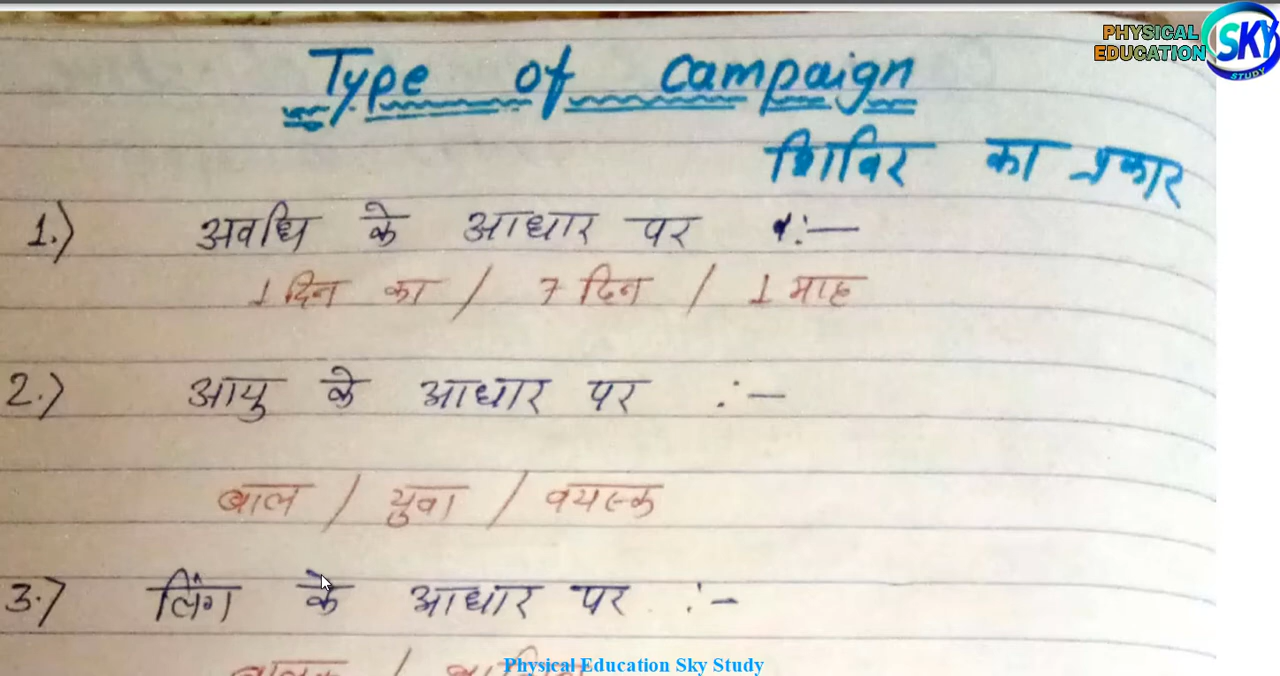 PHYSICAL
EDUCATION
SKY
STUDY
Type of Campaign
शिविर का प्रकार
1.) अवधि के आधार पर :-
1 दिन का / 7 दिन / 1 माह
2.) आयु के आधार पर :-
बाल / युवा / वयस्क
3.) लिंग के आधार पर :-
Physical Education Sky Study